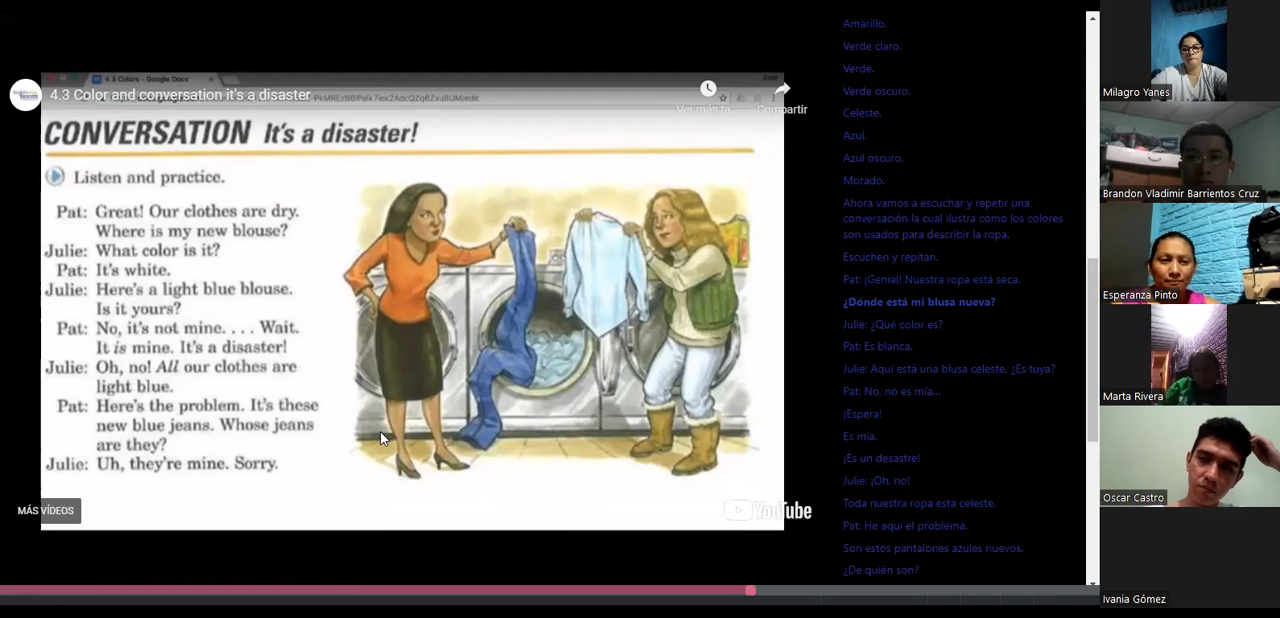 4.3 Colors - Google Docs
4.3 Color and conversation it's a disaster
Compartir
CONVERSATION It's a disaster!
Listen and practice.
Pat: Great! Our clothes are dry.
Where is my new blouse?
Julie: What color is it?
Pat: It's white.
Julie: Here's a light blue blouse.
Is it yours?
Pat: No, it's not mine. . . . Wait.
It is mine. It's a disaster!
Julie: Oh, no! All our clothes are
light blue.
Pat: Here's the problem. It's these
new blue jeans. Whose jeans
are they?
Julie: Uh, they're mine. Sorry.
MÁS VÍDEOS
YouTube
Amarillo.
Verde claro.
Verde.
Verde oscuro.
Celeste.
Azul.
Azul oscuro.
Morado.
Ahora vamos a escuchar y repetir una
conversación la cual ilustra como los colores
son usados para describir la ropa.
Escuchen y repitan.
Pat: ¡Genial! Nuestra ropa está seca.
¿Dónde está mi blusa nueva?
Julie: ¿Qué color es?
Pat: Es blanca.
Julie: Aquí está una blusa celeste. ¿Es tuya?
Pat: No, no es mía...
¡Espera!
Es mía.
¡Es un desastre!
Julie: ¡Oh, no!
Toda nuestra ropa esta celeste.
Pat: He aquí el problema.
Son estos pantalones azules nuevos.
¿De quién son?
Milagro Yanes
Brandon Vladimir Barrientos Cruz
Esperanza Pinto
Marta Rivera
Oscar Castro
Ivania Gómez